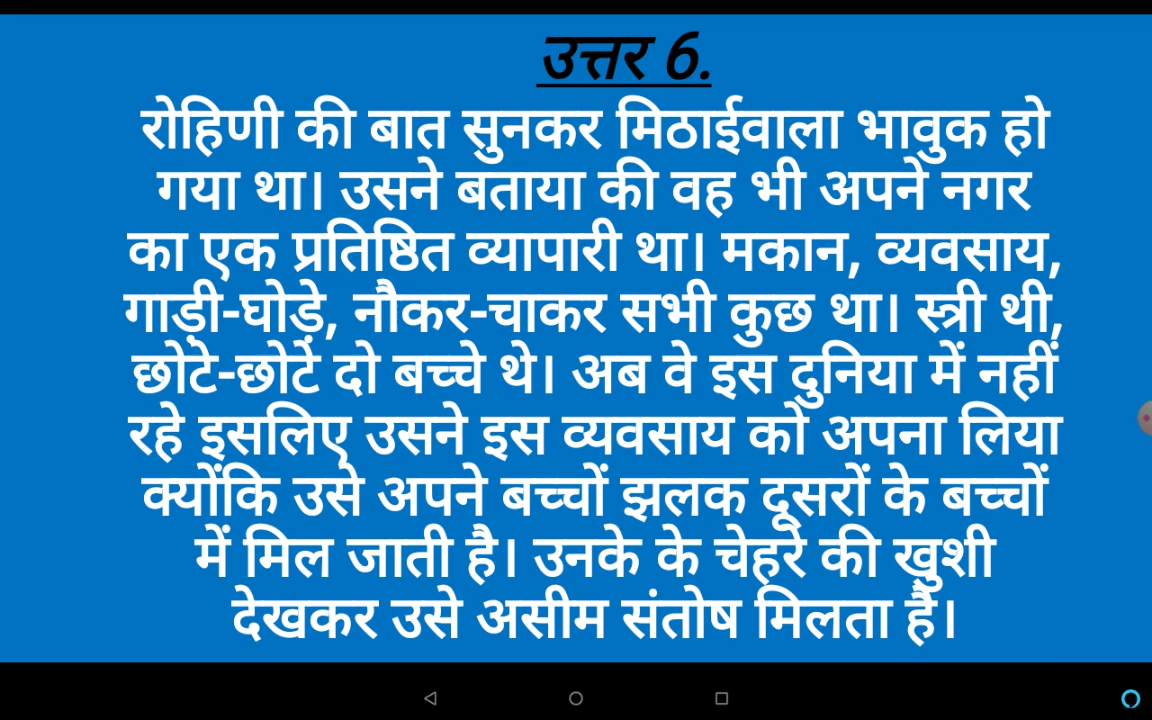 उत्तर 6.
रोहिणी की बात सुनकर मिठाईवाला भावुक हो
गया था। उसने बताया की वह भी अपने नगर
का एक प्रतिष्ठित व्यापारी था। मकान, व्यवसाय,
गाड़ी-घोड़े, नौकर-चाकर सभी कुछ था। स्त्री थी,
छोटे-छोटे दो बच्चे थे। अब वे इस दुनिया में नहीं
रहे इसलिए उसने इस व्यवसाय को अपना लिया
क्योंकि उसे अपने बच्चों झलक दूसरों के बच्चों
में मिल जाती है। उनके के चेहरे की खुशी
देखकर उसे असीम संतोष मिलता है।